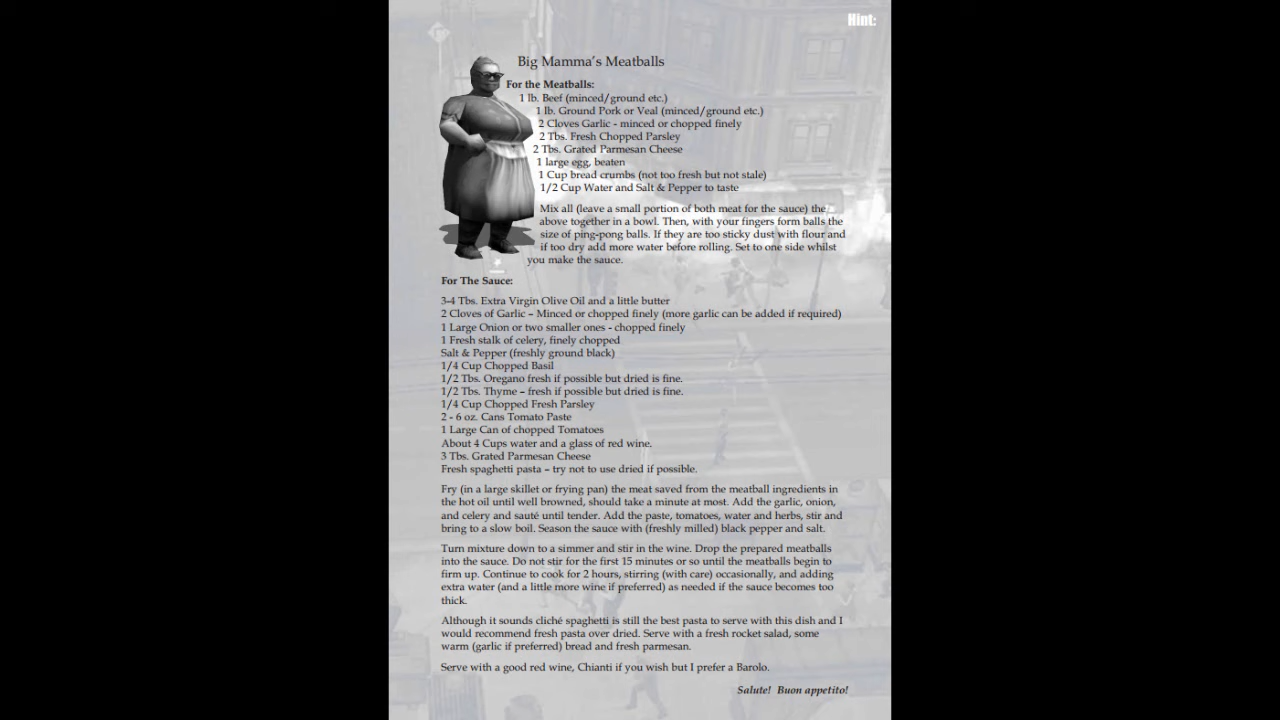 Hint:
Big Mamma's Meatballs
For the Meatballs:
1 lb. Beef (minced/ground etc.)
1 lb. Ground Pork or Veal (minced/ground etc.)
2 Cloves Garlic - minced or chopped finely
2 Tbs. Fresh Chopped Parsley
2 Tbs. Grated Parmesan Cheese
1 large egg, beaten
1 Cup bread crumbs (not too fresh but not stale)
1/2 Cup Water and Salt & Pepper to taste
Mix all (leave a small portion of both meat for the sauce) the
above together in a bowl. Then, with your fingers form balls the
size of ping-pong balls. If they are too sticky dust with flour and
if too dry add more water before rolling. Set to one side whilst
you make the sauce.
For The Sauce:
3-4 Tbs. Extra Virgin Olive Oil and a little butter
2 Cloves of Garlic – Minced or chopped finely (more garlic can be added if required)
1 Large Onion or two smaller ones - chopped finely
1 Fresh stalk of celery, finely chopped
Salt & Pepper (freshly ground black)
1/4 Cup Chopped Basil
1/2 Tbs. Oregano fresh if possible but dried is fine.
1/2 Tbs. Thyme – fresh if possible but dried is fine.
1/4 Cup Chopped Fresh Parsley
2 - 6 oz. Cans Tomato Paste
1 Large Can of chopped Tomatoes
About 4 Cups water and a glass of red wine.
3 Tbs. Grated Parmesan Cheese
Fresh spaghetti pasta – try not to use dried if possible.
Fry (in a large skillet or frying pan) the meat saved from the meatball ingredients in
the hot oil until well browned, should take a minute at most. Add the garlic, onion,
and celery and sauté until tender. Add the paste, tomatoes, water and herbs, stir and
bring to a slow boil. Season the sauce with (freshly milled) black pepper and salt.
Turn mixture down to a simmer and stir in the wine. Drop the prepared meatballs
into the sauce. Do not stir for the first 15 minutes or so until the meatballs begin to
firm up. Continue to cook for 2 hours, stirring (with care) occasionally, and adding
extra water (and a little more wine if preferred) as needed if the sauce becomes too
thick.
Although it sounds cliché spaghetti is still the best pasta to serve with this dish and I
would recommend fresh pasta over dried. Serve with a fresh rocket salad, some
warm (garlic if preferred) bread and fresh parmesan.
Serve with a good red wine, Chianti if you wish but I prefer a Barolo.
Salute! Buon appetito!